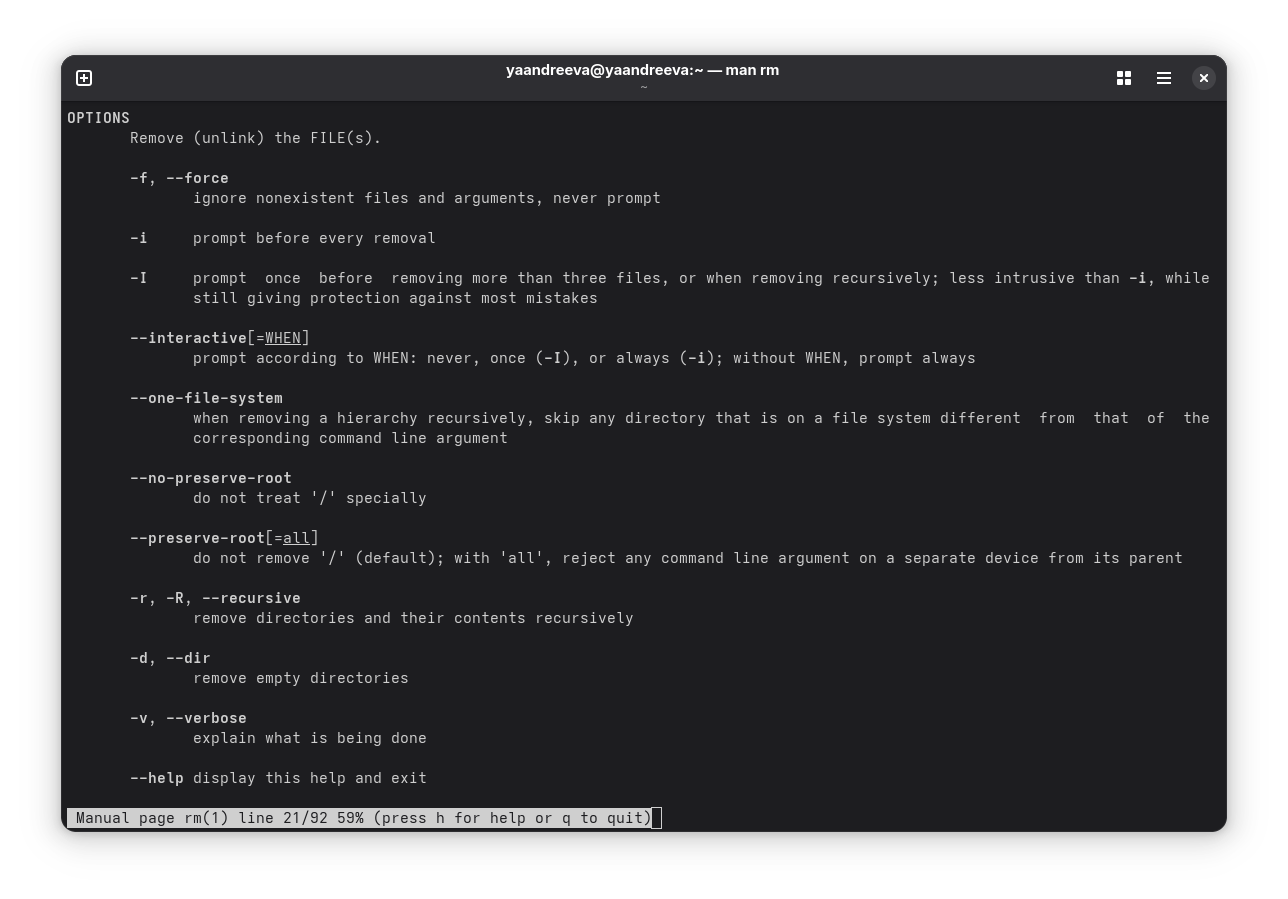 yaandreeva@yaandreeva:~ — man rm
~
OPTIONS
Remove (unlink) the FILE(s).
-f, --force
ignore nonexistent files and arguments, never prompt
-i     prompt before every removal
-I     prompt  once  before  removing more than three files, or when removing recursively; less intrusive than -i, while
still giving protection against most mistakes
--interactive[=WHEN]
prompt according to WHEN: never, once (-I), or always (-i); without WHEN, prompt always
--one-file-system
when removing a hierarchy recursively, skip any directory that is on a file system different  from  that  of  the
corresponding command line argument
--no-preserve-root
do not treat '/' specially
--preserve-root[=all]
do not remove '/' (default); with 'all', reject any command line argument on a separate device from its parent
-r, -R, --recursive
remove directories and their contents recursively
-d, --dir
remove empty directories
-v, --verbose
explain what is being done
--help display this help and exit
Manual page rm(1) line 21/92 59% (press h for help or q to quit)